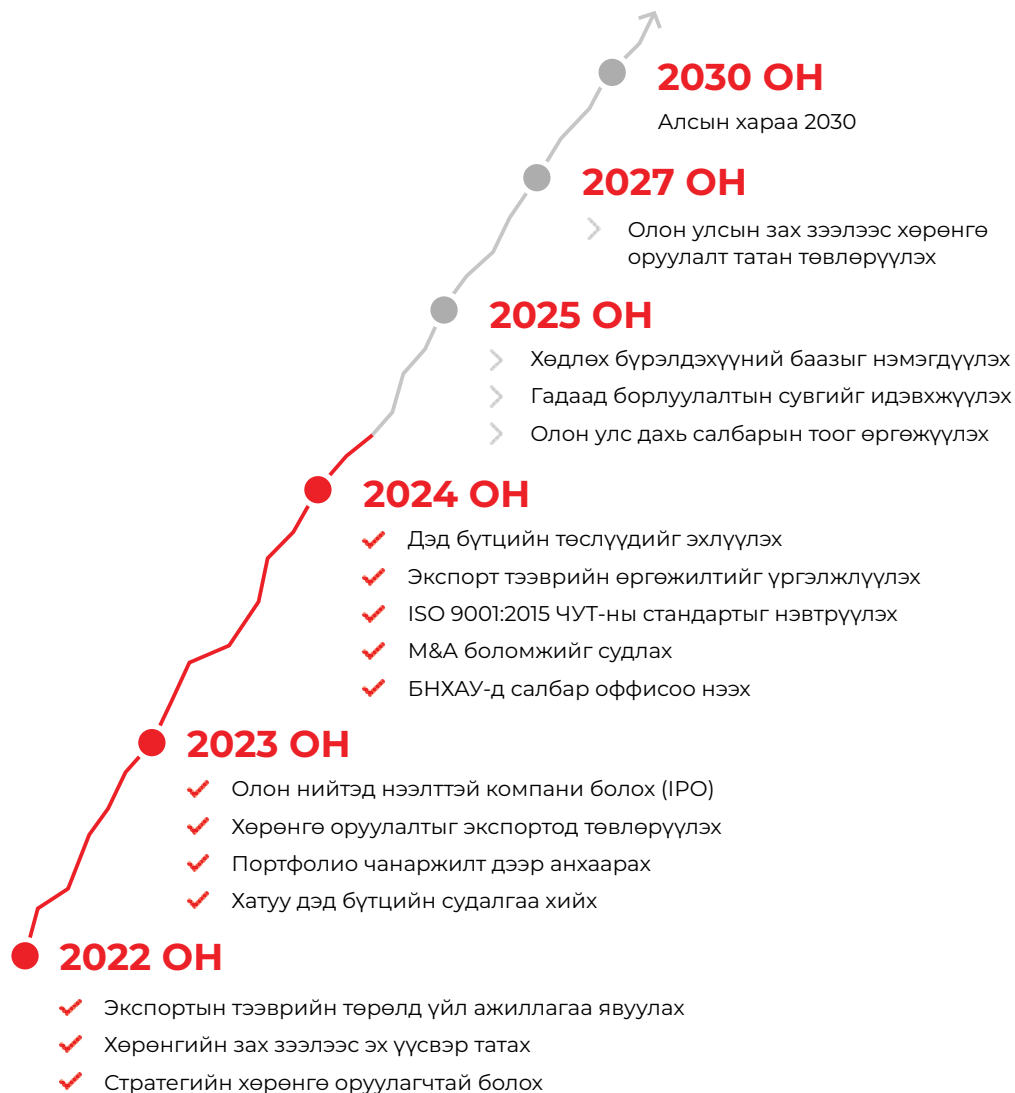 2030 ОН
Алсын хараа 2030
2027 ОН
Олон улсын зах зээлээс хөрөнгө
оруулалт татан төвлөрүүлэх
2025 ОН
Хөдлөх бүрэлдэхүүний баазыг нэмэгдүүлэх
Гадаад борлуулалтын сувгийг идэвхжүүлэх
Олон улс дахь салбарын тоог өргөжүүлэх
2024 ОН
Дэд бүтцийн төслүүдийг эхлүүлэх
Экспорт тээврийн өргөжилтийг үргэлжлүүлэх
ISO 9001:2015 ЧУТ-ны стандартыг нэвтрүүлэх
M&A боломжийг судлах
БНХАУ-д салбар оффисоо нээх
2023 ОН
Олон нийтэд нээлттэй компани болох (IPO)
Хөрөнгө оруулалтыг экспортод төвлөрүүлэх
Портфолио чанаржилт дээр анхаарах
Хатуу дэд бүтцийн судалгаа хийх
2022 ОН
Экспортын тээврийн төрөлд үйл ажиллагаа явуулах
Хөрөнгийн зах зээлээс эх үүсвэр татах
Стратегийн хөрөнгө оруулагчтай болох